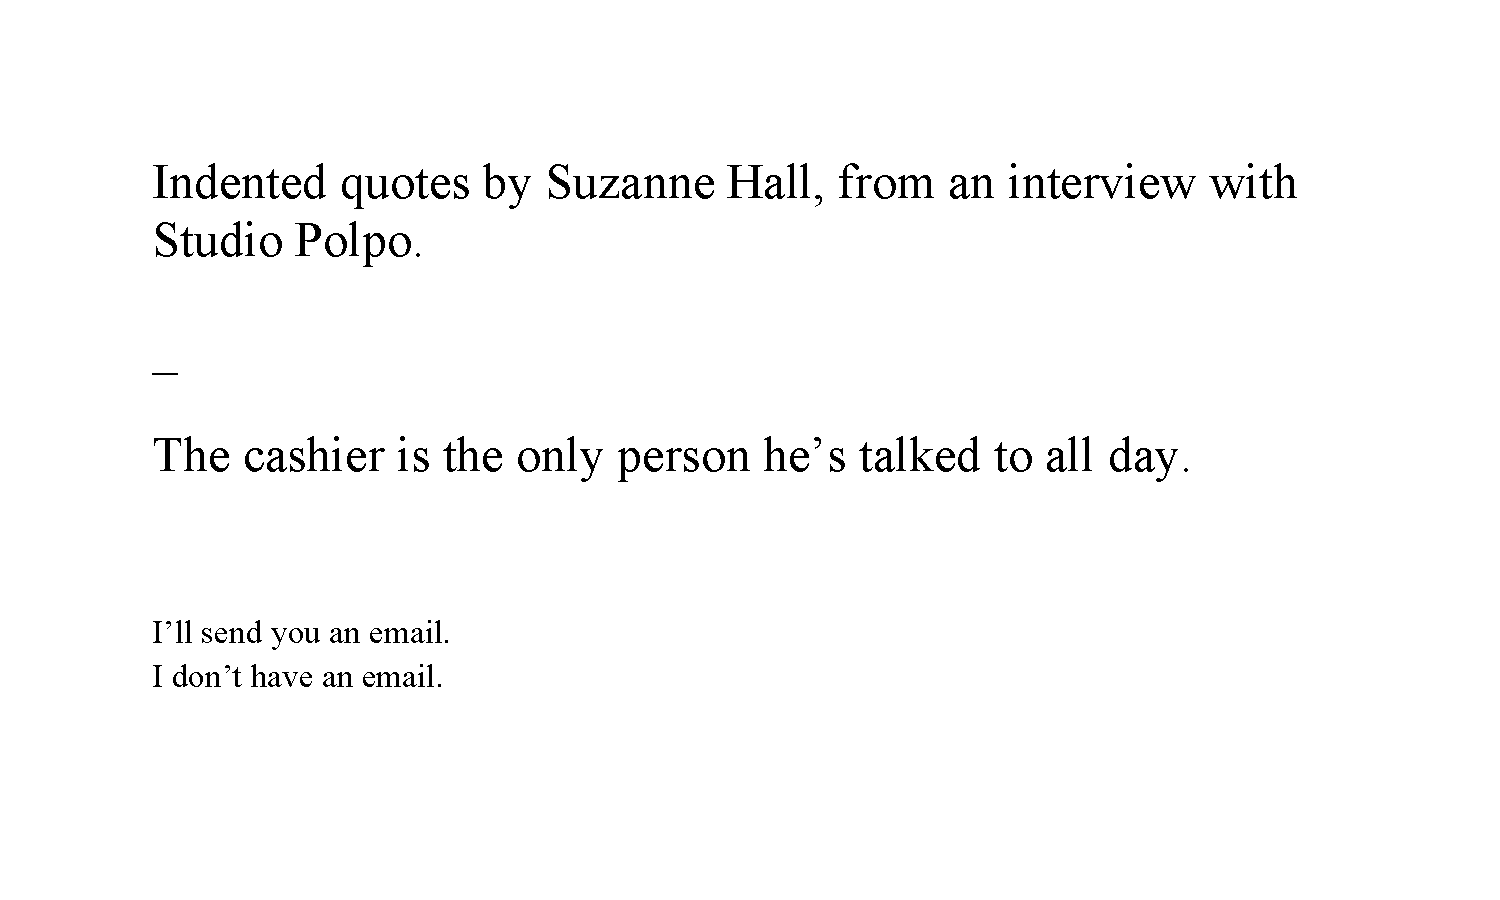 Indented quotes by Suzanne Hall, from an interview with
Studio Polpo.
_
The cashier is the only person he’s talked to all day.
I’ll send you an email.
I don’t have an email.